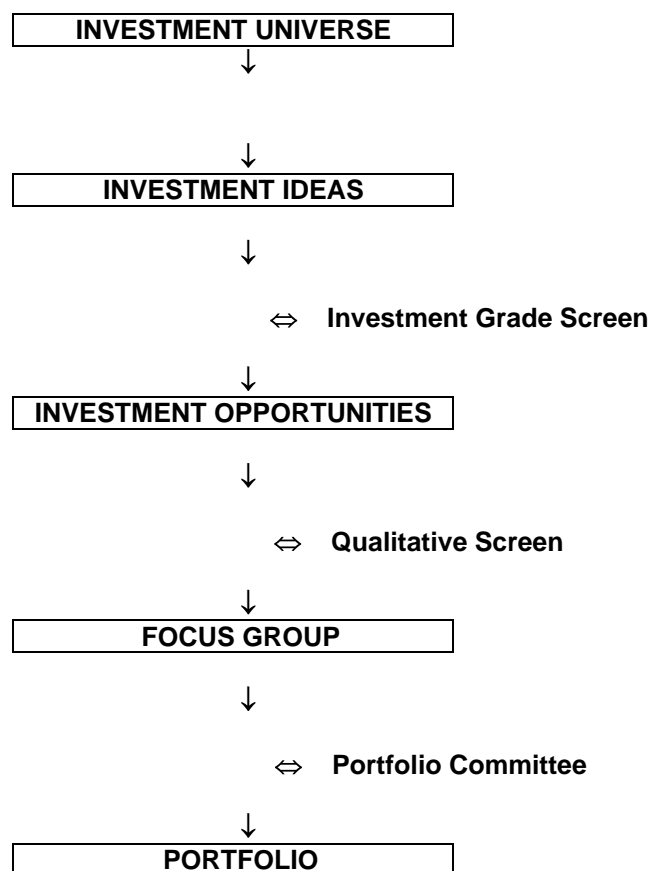 INVESTMENT UNIVERSE
↓
↓
INVESTMENT IDEAS
↓
⇔ Investment Grade Screen
↓
INVESTMENT OPPORTUNITIES
↓
⇔ Qualitative Screen
↓
FOCUS GROUP
↓
⇔ Portfolio Committee
↓
PORTFOLIO